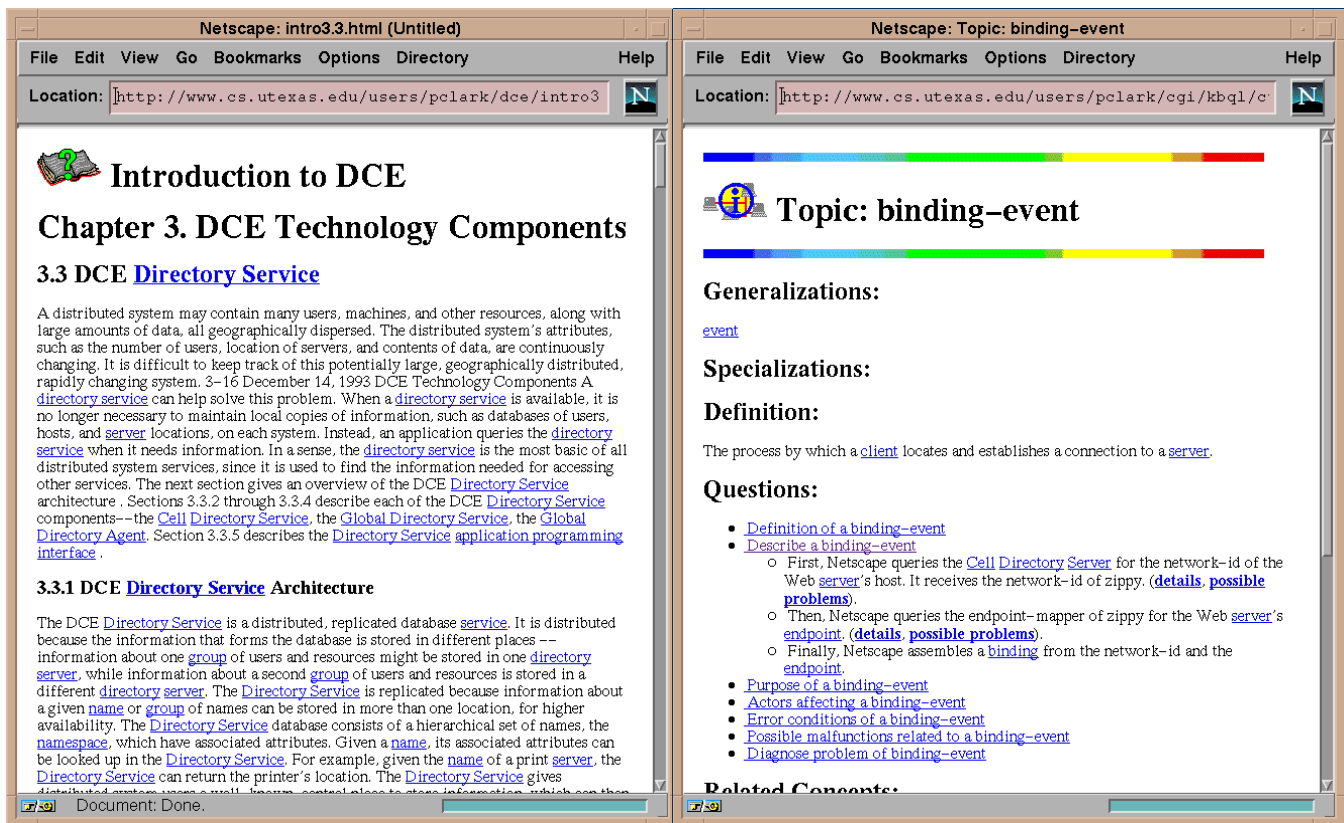 Netscape: intro3.3.html (Untitled)
File Edit View Go Bookmarks Options Directory Help
Location: http://www.cs.utexas.edu/users/pclark/dce/intro3
N
Introduction to DCE
Chapter 3. DCE Technology Components
3.3 DCE Directory Service
A distributed system may contain many users, machines, and other resources, along with
large amounts of data, all geographically dispersed. The distributed system's attributes,
such as the number of users, location of servers, and contents of data, are continuously
changing. It is difficult to keep track of this potentially large, geographically distributed,
rapidly changing system. 3-16 December 14, 1993 DCE Technology Components A
directory service can help solve this problem. When a directory service is available, it is
no longer necessary to maintain local copies of information, such as databases of users,
hosts, and server locations, on each system. Instead, an application queries the directory
service when it needs information. In a sense, the directory service is the most basic of all
distributed system services, since it is used to find the information needed for accessing
other services. The next section gives an overview of the DCE Directory Service
architecture . Sections 3.3.2 through 3.3.4 describe each of the DCE Directory Service
components--the Cell Directory Service, the Global Directory Service, the Global
Directory Agent. Section 3.3.5 describes the Directory Service application programming
interface .
3.3.1 DCE Directory Service Architecture
The DCE Directory Service is a distributed, replicated database service. It is distributed
because the information that forms the database is stored in different places --
information about one group of users and resources might be stored in one directory
server, while information about a second group of users and resources is stored in a
different directory server. The Directory Service is replicated because information about
a given name or group of names can be stored in more than one location, for higher
availability. The Directory Service database consists of a hierarchical set of names, the
namespace, which have associated attributes. Given a name, its associated attributes can
be looked up in the Directory Service. For example, given the name of a print server, the
Directory Service can return the printer's location. The Directory Service gives
distributed system users a well-known, central place to store information, which can then
Document: Done.
Netscape: Topic: binding-event
File Edit View Go Bookmarks Options Directory Help
Location: http://www.cs.utexas.edu/users/pclark/cgi/kbql/c
N
Topic: binding-event
Generalizations:
event
Specializations:
Definition:
The process by which a client locates and establishes a connection to a server.
Questions:
Definition of a binding-event
Describe a binding-event
First, Netscape queries the Cell Directory Server for the network-id of the
Web server's host. It receives the network-id of zippy. (details, possible
problems).
Then, Netscape queries the endpoint-mapper of zippy for the Web server's
endpoint. (details, possible problems).
Finally, Netscape assembles a binding from the network-id and the
endpoint.
Purpose of a binding-event
Actors affecting a binding-event
Error conditions of a binding-event
Possible malfunctions related to a binding-event
Diagnose problem of binding-event
Related Concepts: